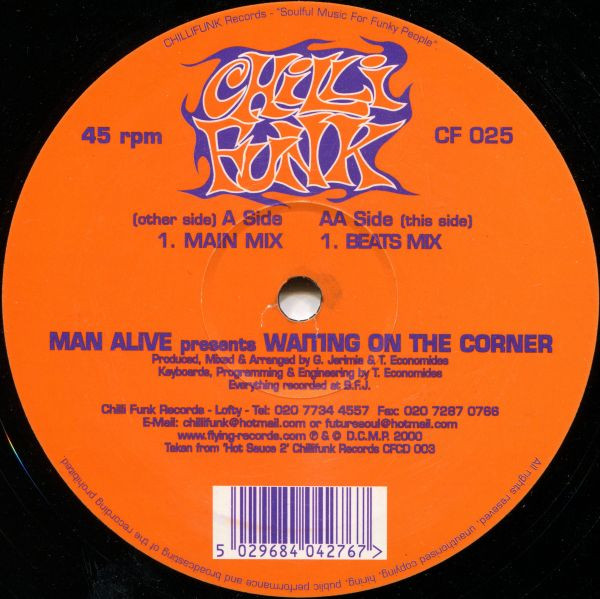 CHILLIFUNK Records - "Soulful Music For Funky People"
CHILLI
FUNK
45 rpm
CF 025
(other side) A Side
AA Side (this side)
1. MAIN MIX
1. BEATS MIX
MAN ALIVE presents WAITING ON THE CORNER
Produced, Mixed & Arranged by G. Jerimie & T. Economides
Keyboards, Programming & Engineering by T. Economides
Everything recorded at B.F.J.
Chilli Funk Records - Lofty - Tel: 020 7734 4557 Fax: 020 7287 0766
E-Mail: chillifunk@hotmail.com or futuresoul@hotmail.com
www.flying-records.com ℗ & © D.C.M.P. 2000
Taken from 'Hot Sauce 2' Chillifunk Records CFCD 003
5 029684 042767 >
All rights reseved, unauthorised copying, hiring, public performance and broadcasting of the recording prohibited